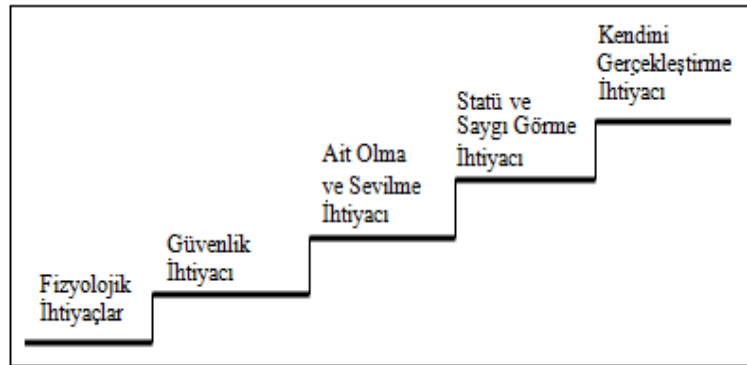 Kendini
Gerçekleştirme
İhtiyacı
Statü ve
Saygı Görme
İhtiyacı
Ait Olma
ve Sevilme
İhtiyacı
Güvenlik
İhtiyacı
Fizyolojik
İhtiyaçlar